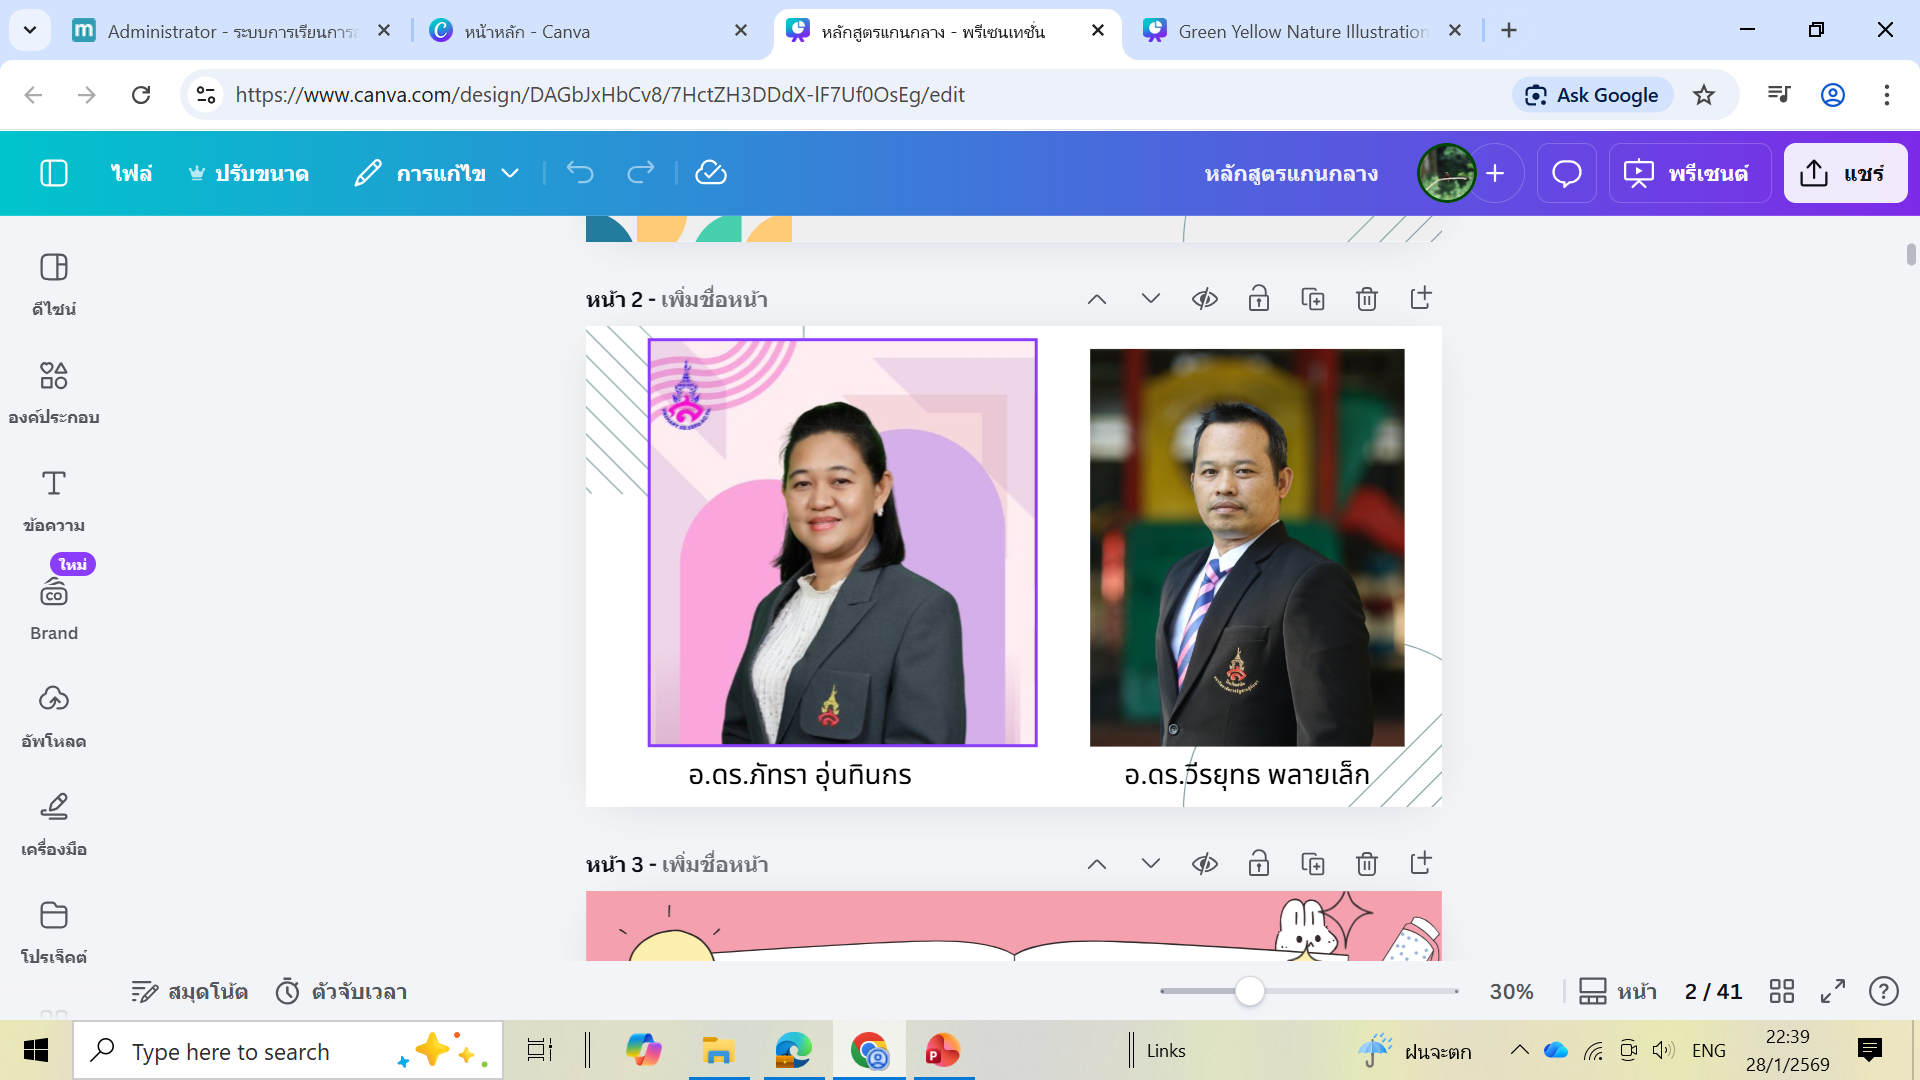 Administrator - ระบบการเรียนการส
หน้าหลัก - Canva
หลักสูตรแกนกลาง - พรีเซนเทชั่น
Green Yellow Nature Illustration
https://www.canva.com/design/DAGbJxHbCv8/7HctZH3DDdX-lF7Uf0OsEg/edit
Ask Google
ไฟล์
ปรับขนาด
การแก้ไข
หลักสูตรแกนกลาง
พรีเซนต์
แชร์
ดีไซน์
องค์ประกอบ
ข้อความ
ใหม่
Brand
อัพโหลด
เครื่องมือ
โปรเจ็คต์
หน้า 2 - เพิ่มชื่อหน้า
อ.ดร.ภัทรา อุ่นทินกร
อ.ดร.วีรยุทธ พลายเล็ก
หน้า 3 - เพิ่มชื่อหน้า
สมุดโน้ต
ตัวจับเวลา
30%
หน้า
2 / 41
Type here to search
Links
ฝนจะตก
ENG
22:39
28/1/2569